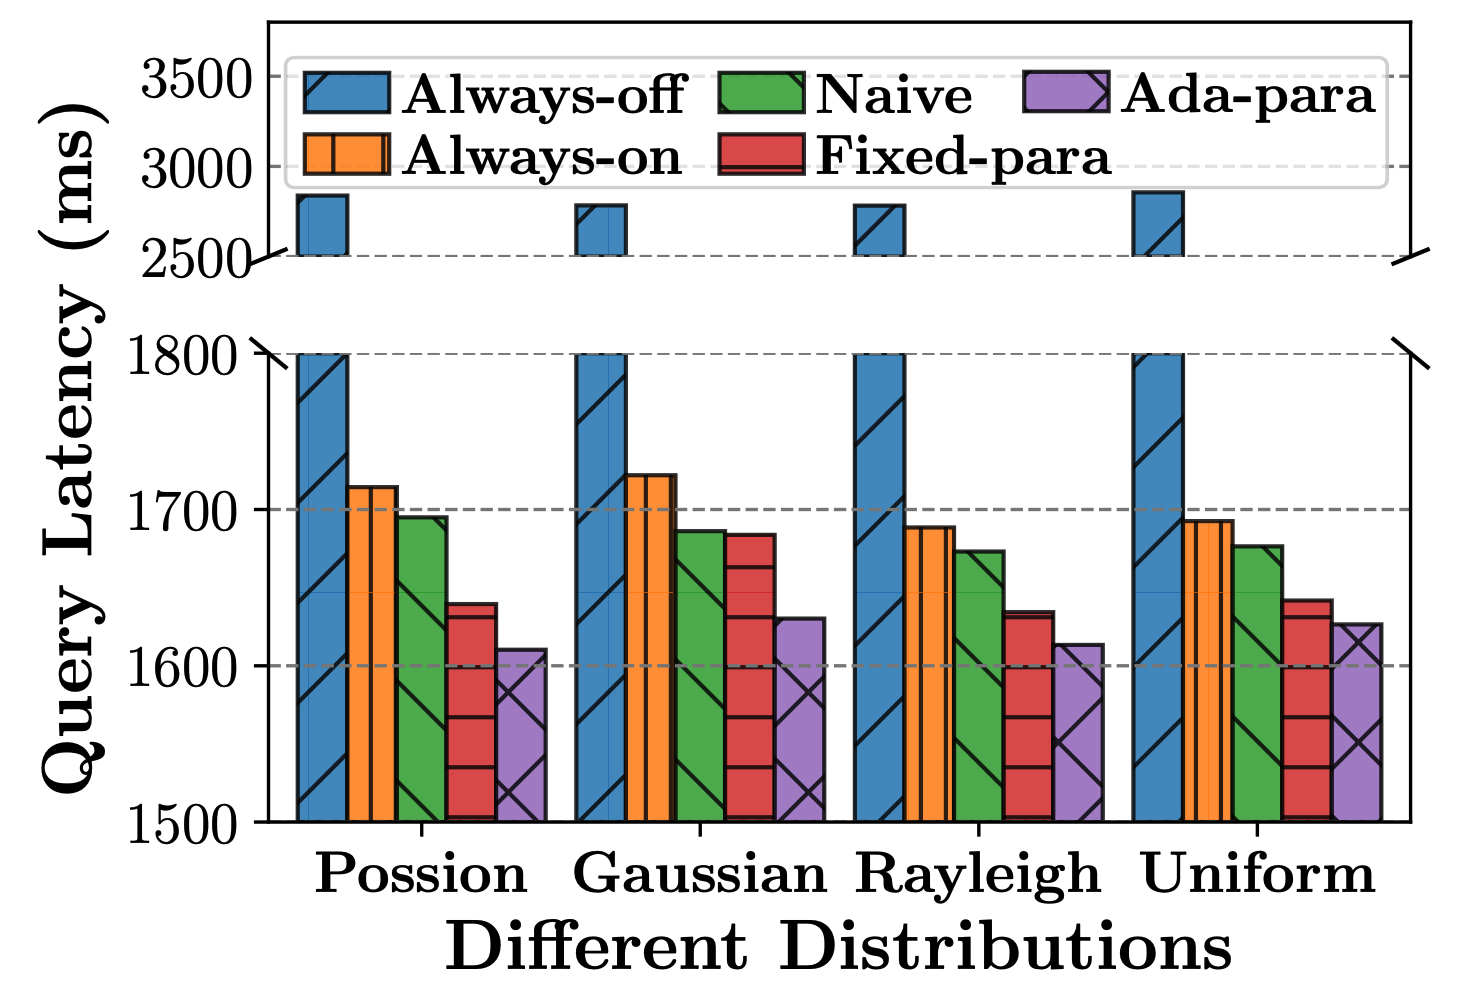 Query Latency (ms)
3500
3000
2500
1800
1700
1600
1500
Always-off Naive Ada-para
Always-on Fixed-para
Possion Gaussian Rayleigh Uniform
Different Distributions